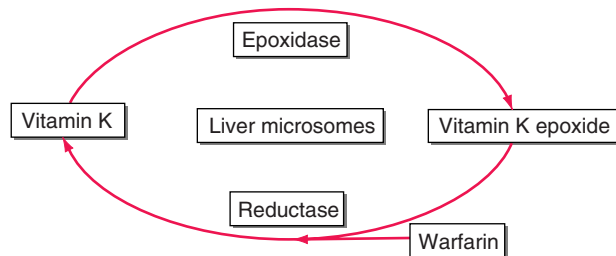 Epoxidase
Vitamin K
Liver microsomes
Vitamin K epoxide
Reductase
Warfarin